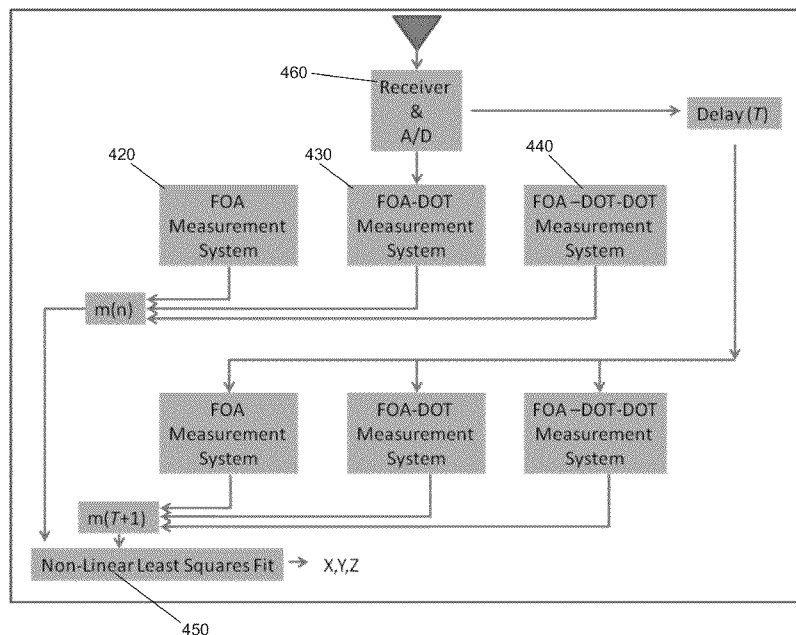 460
Receiver
&
A/D
Delay (T)
420
430
440
FOA
Measurement
System
FOA-DOT
Measurement
System
FOA –DOT-DOT
Measurement
System
m(n)
FOA
Measurement
System
FOA-DOT
Measurement
System
FOA –DOT-DOT
Measurement
System
m(T+1)
Non-Linear Least Squares Fit
X,Y,Z
450